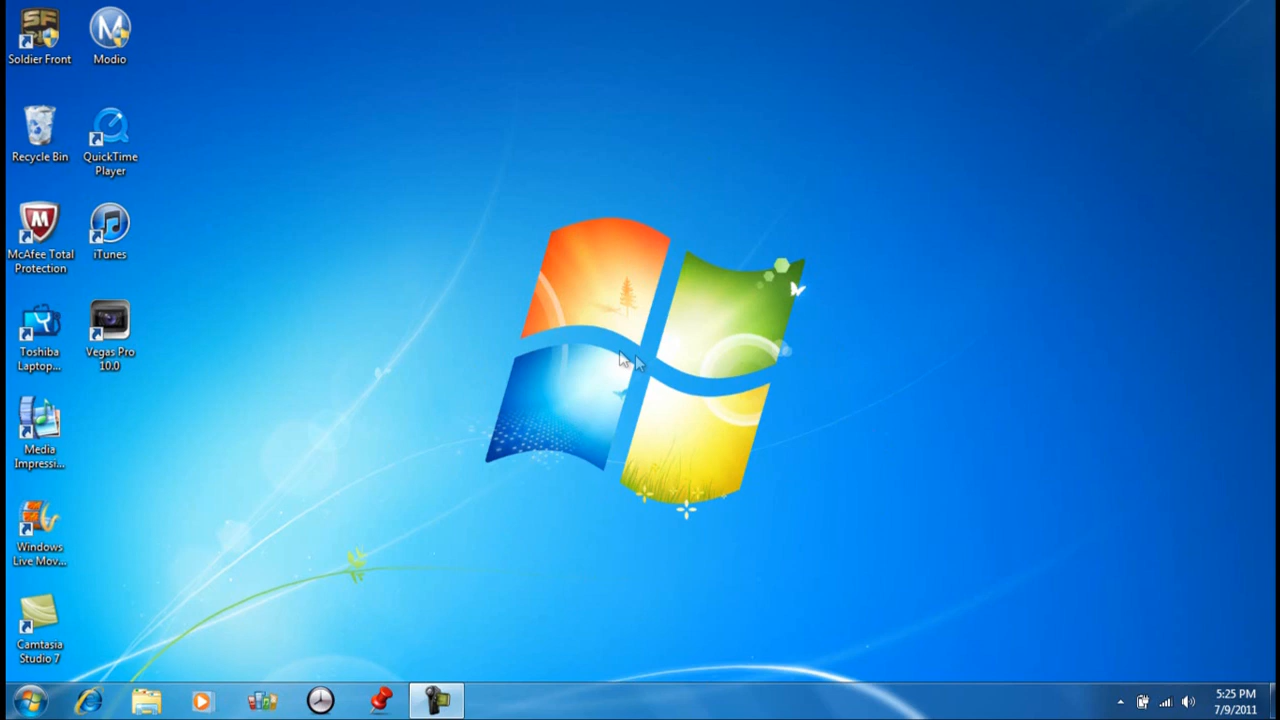 Soldier Front
Modio
Recycle Bin
QuickTime
Player
McAfee Total
Protection
iTunes
Toshiba
Laptop...
Vegas Pro
10.0
Media
Impressi...
Windows
Live Mov...
Camtasia
Studio 7
5:25 PM
7/9/2011